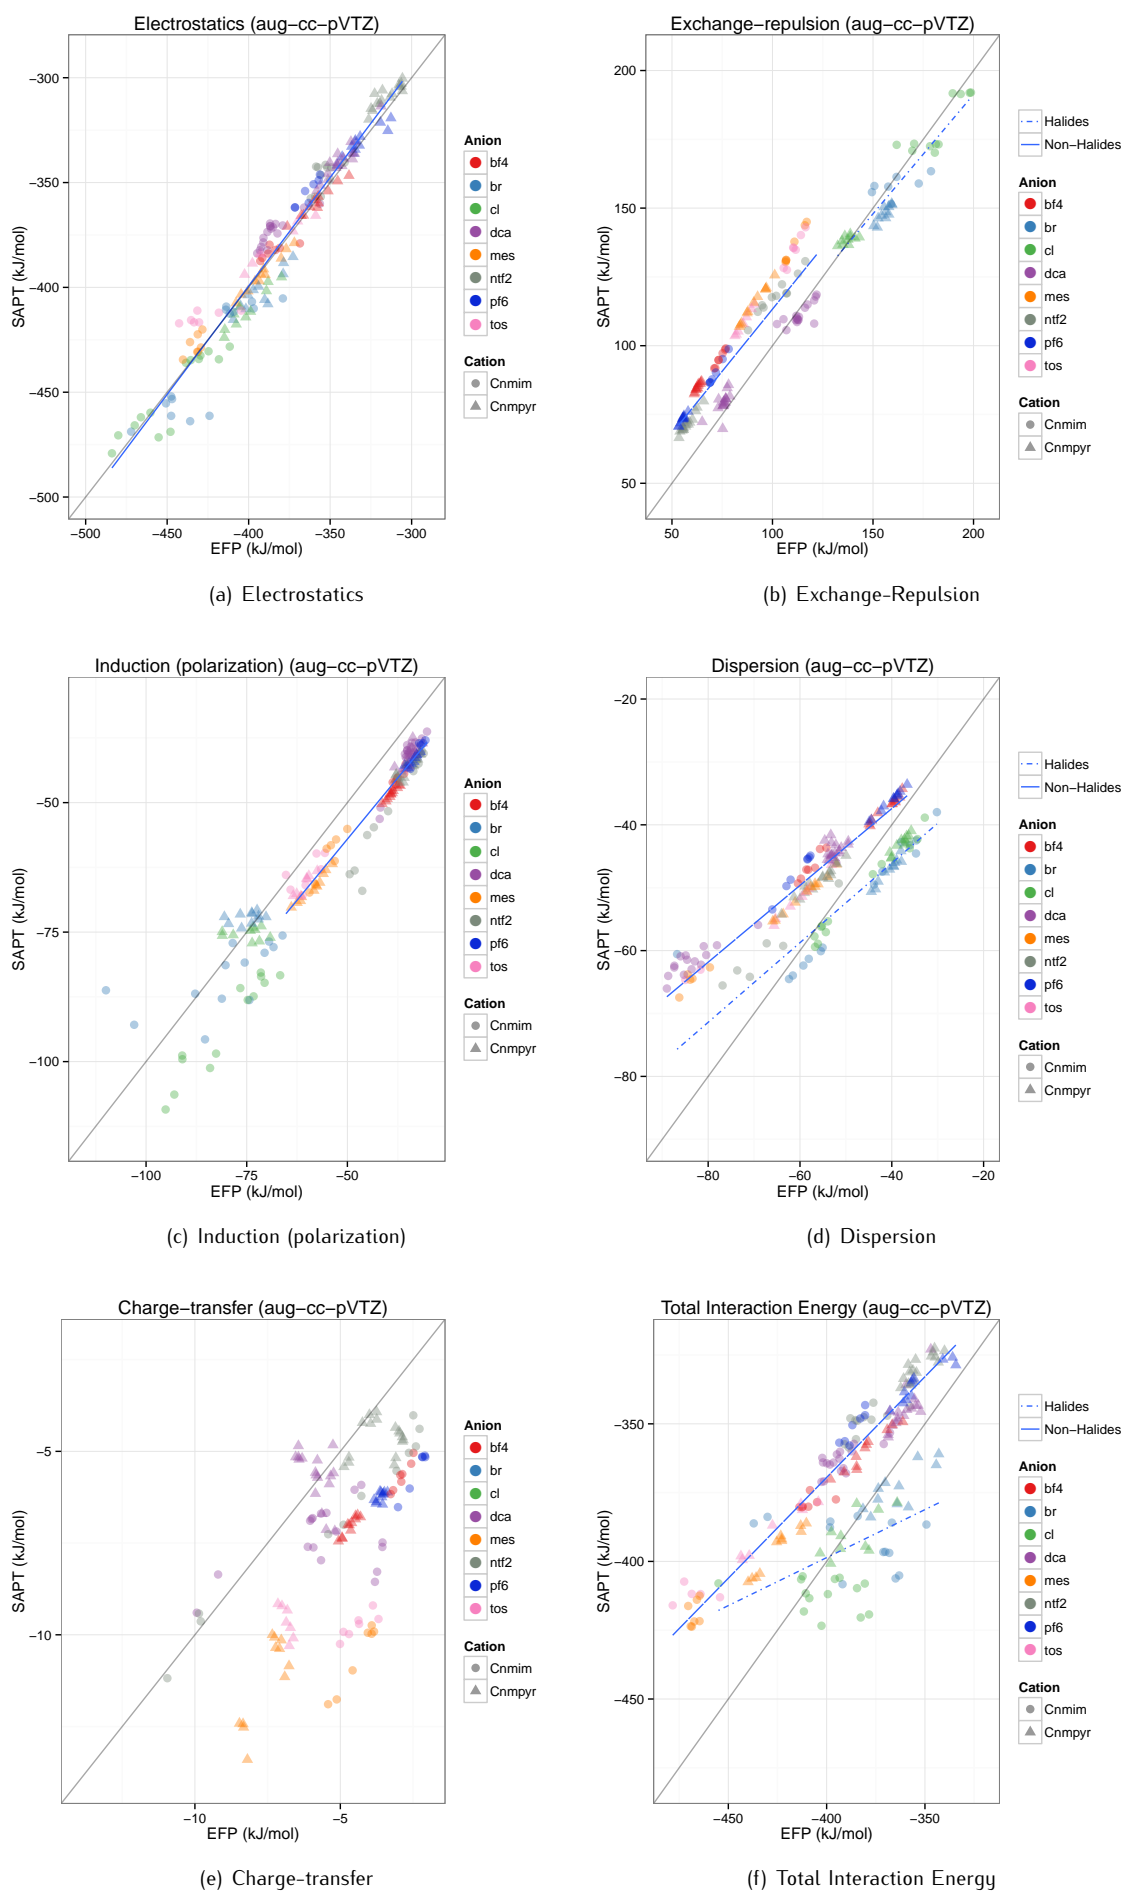 Electrostatics (aug-cc-pVTZ)
−300
−350
−400
−450
−500
SAPT (kJ/mol)
−500 −450 −400 −350 −300
EFP (kJ/mol)
Anion
bf4
br
cl
dca
mes
ntf2
pf6
tos
Cation
Cnmim
Cnmpyr
(a) Electrostatics
Exchange-repulsion (aug-cc-pVTZ)
200
150
100
50
SAPT (kJ/mol)
50 100 150 200
EFP (kJ/mol)
Halides
Non-Halides
Anion
bf4
br
cl
dca
mes
ntf2
pf6
tos
Cation
Cnmim
Cnmpyr
(b) Exchange-Repulsion
Induction (polarization) (aug-cc-pVTZ)
−50
−75
−100
SAPT (kJ/mol)
−100 −75 −50
EFP (kJ/mol)
Anion
bf4
br
cl
dca
mes
ntf2
pf6
tos
Cation
Cnmim
Cnmpyr
(c) Induction (polarization)
Dispersion (aug-cc-pVTZ)
−20
−40
−60
−80
SAPT (kJ/mol)
−80 −60 −40 −20
EFP (kJ/mol)
Halides
Non-Halides
Anion
bf4
br
cl
dca
mes
ntf2
pf6
tos
Cation
Cnmim
Cnmpyr
(d) Dispersion
Charge-transfer (aug-cc-pVTZ)
−5
−10
SAPT (kJ/mol)
−10 −5
EFP (kJ/mol)
Anion
bf4
br
cl
dca
mes
ntf2
pf6
tos
Cation
Cnmim
Cnmpyr
(e) Charge-transfer
Total Interaction Energy (aug-cc-pVTZ)
−350
−400
−450
SAPT (kJ/mol)
−450 −400 −350
EFP (kJ/mol)
Halides
Non-Halides
Anion
bf4
br
cl
dca
mes
ntf2
pf6
tos
Cation
Cnmim
Cnmpyr
(f) Total Interaction Energy